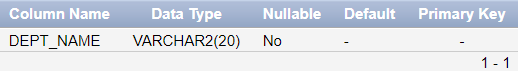 Column Name Data Type Nullable Default Primary Key
DEPT_NAME VARCHAR2(20) No - -
1 - 1